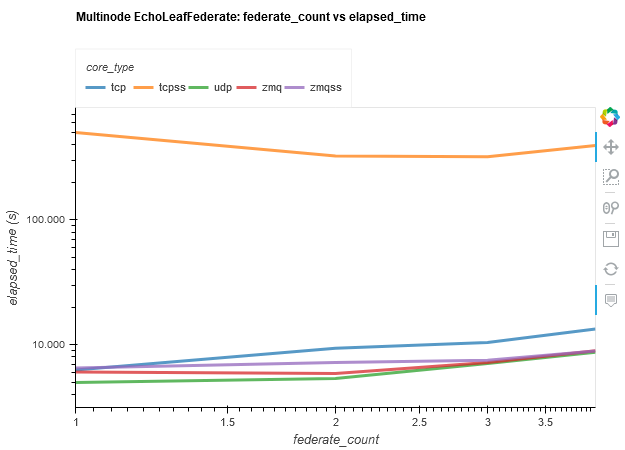 Multinode EchoLeafFederate: federate_count vs elapsed_time
core_type
tcp tcpss udp zmq zmqss
100.000
10.000
elapsed_time (s)
1 1.5 2 2.5 3 3.5
federate_count